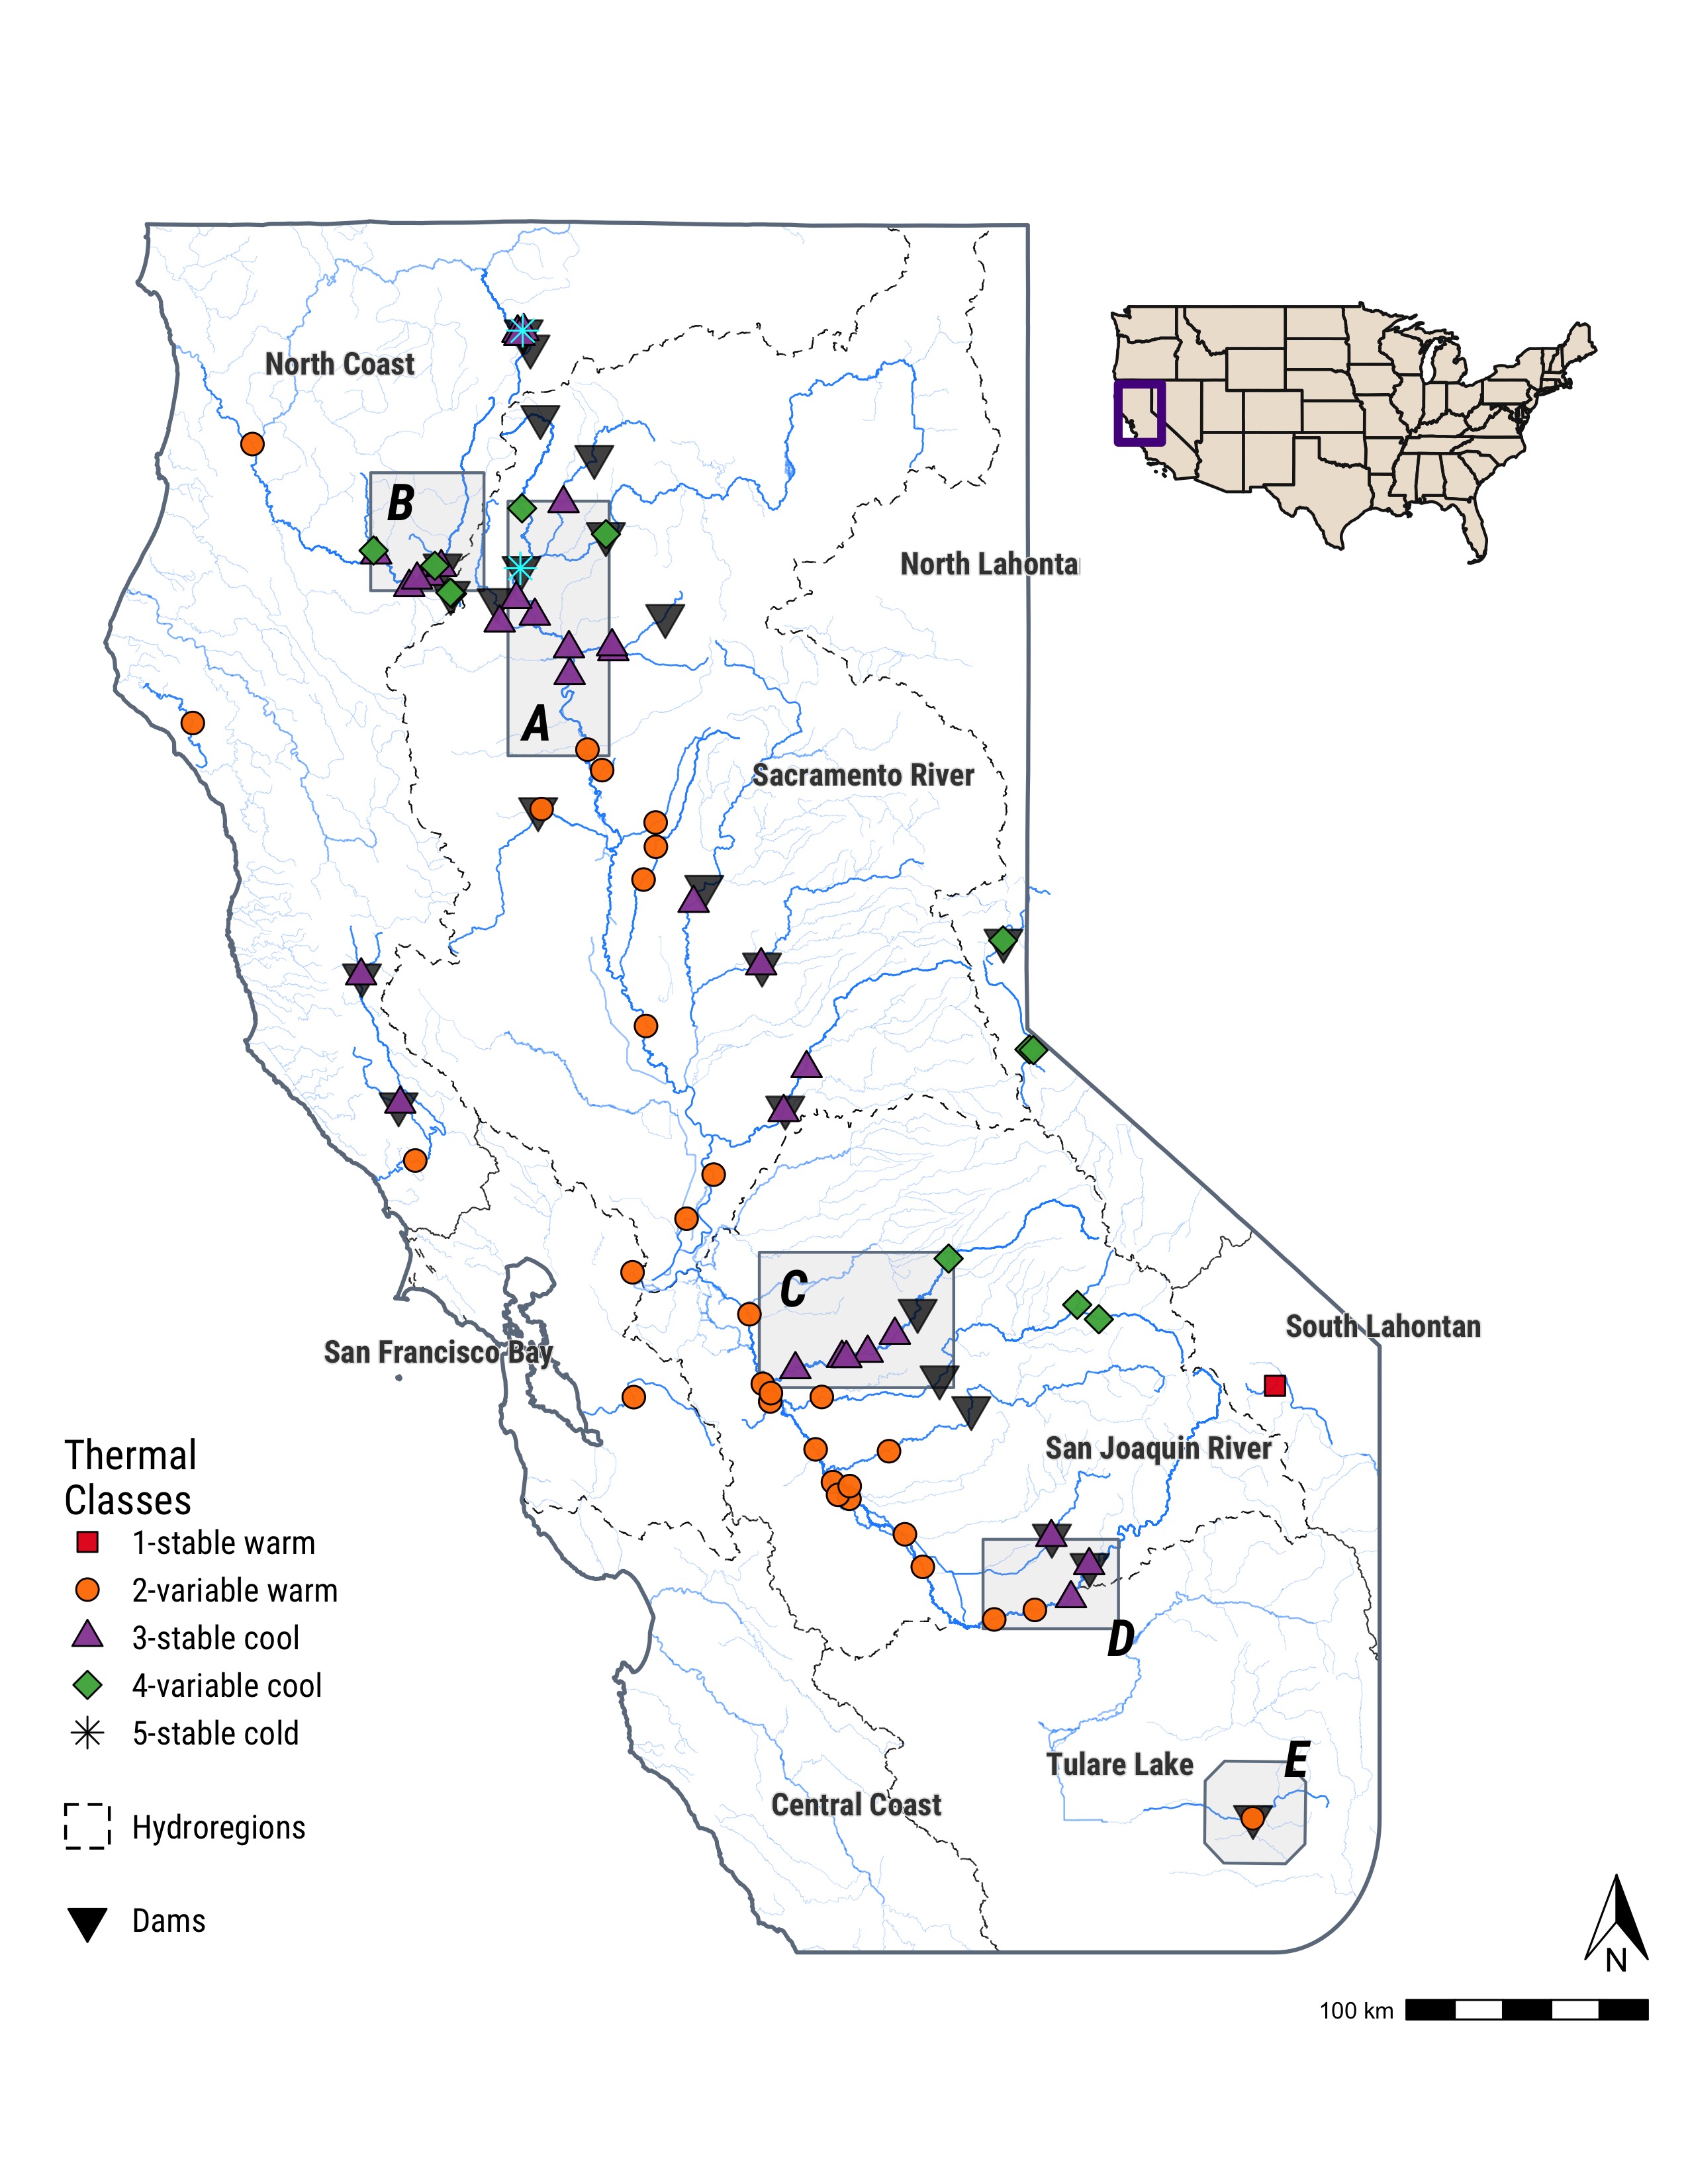 North Coast
B
North Lahonta
A
Sacramento River
C
San Francisco Bay
South Lahontan
San Joaquin River
Thermal
Classes
1-stable warm
2-variable warm
3-stable cool
4-variable cool
5-stable cold
Hydroregions
Dams
D
E
Tulare Lake
Central Coast
N
100 km